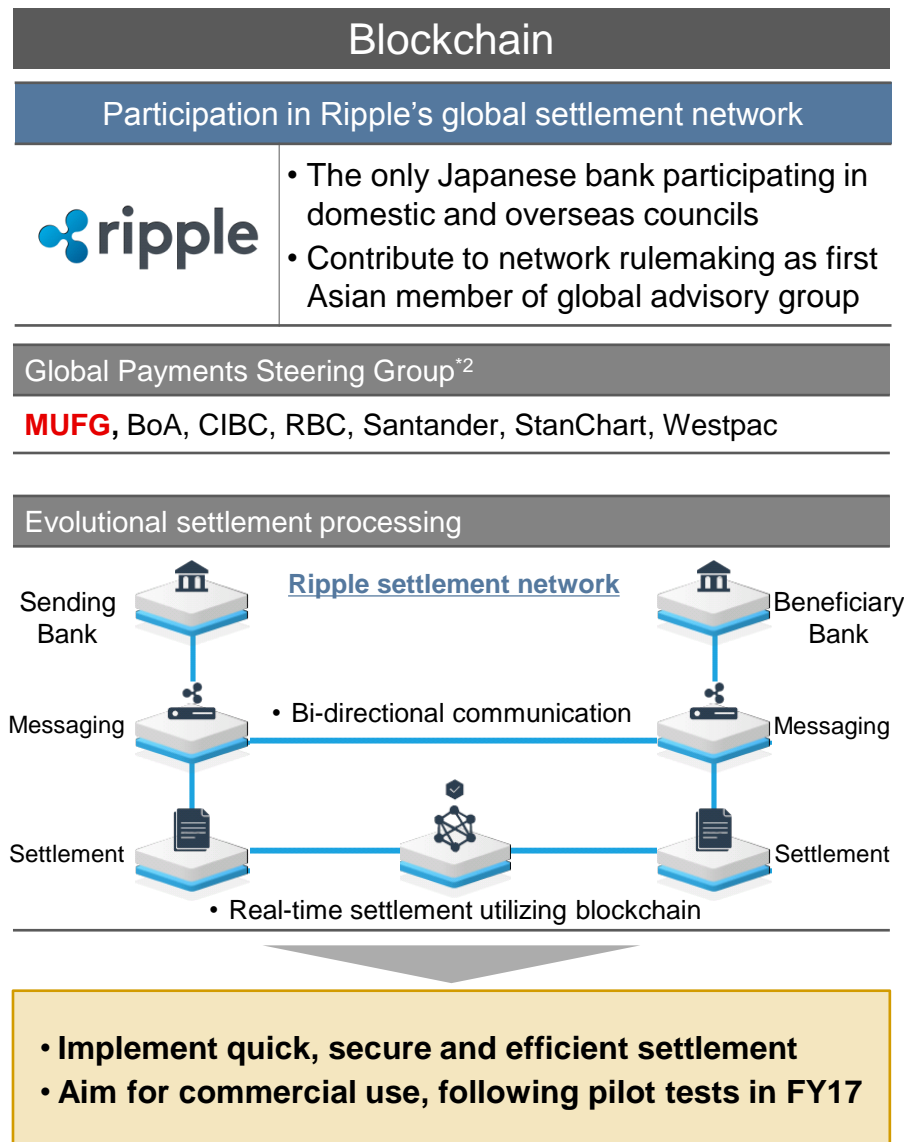 Blockchain
Participation in Ripple's global settlement network
ripple
• The only Japanese bank participating in
domestic and overseas councils
• Contribute to network rulemaking as first
Asian member of global advisory group
Global Payments Steering Group*2
MUFG, BoA, CIBC, RBC, Santander, StanChart, Westpac
Evolutional settlement processing
Ripple settlement network
Sending
Bank
Beneficiary
Bank
Messaging
• Bi-directional communication
Messaging
Settlement
Settlement
• Real-time settlement utilizing blockchain
• Implement quick, secure and efficient settlement
• Aim for commercial use, following pilot tests in FY17